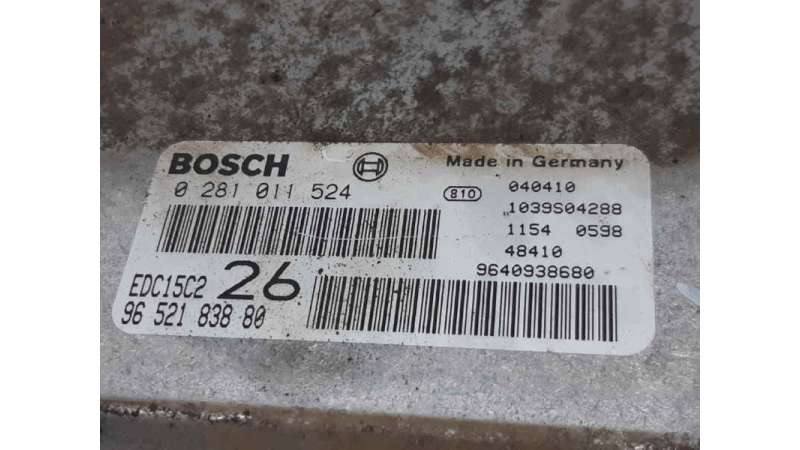 BOSCH
Made in Germany
0 281 011 524
810
040410
1039S04288
1154 0598
48410
9640938680
EDC15C2
26
96 521 838 80